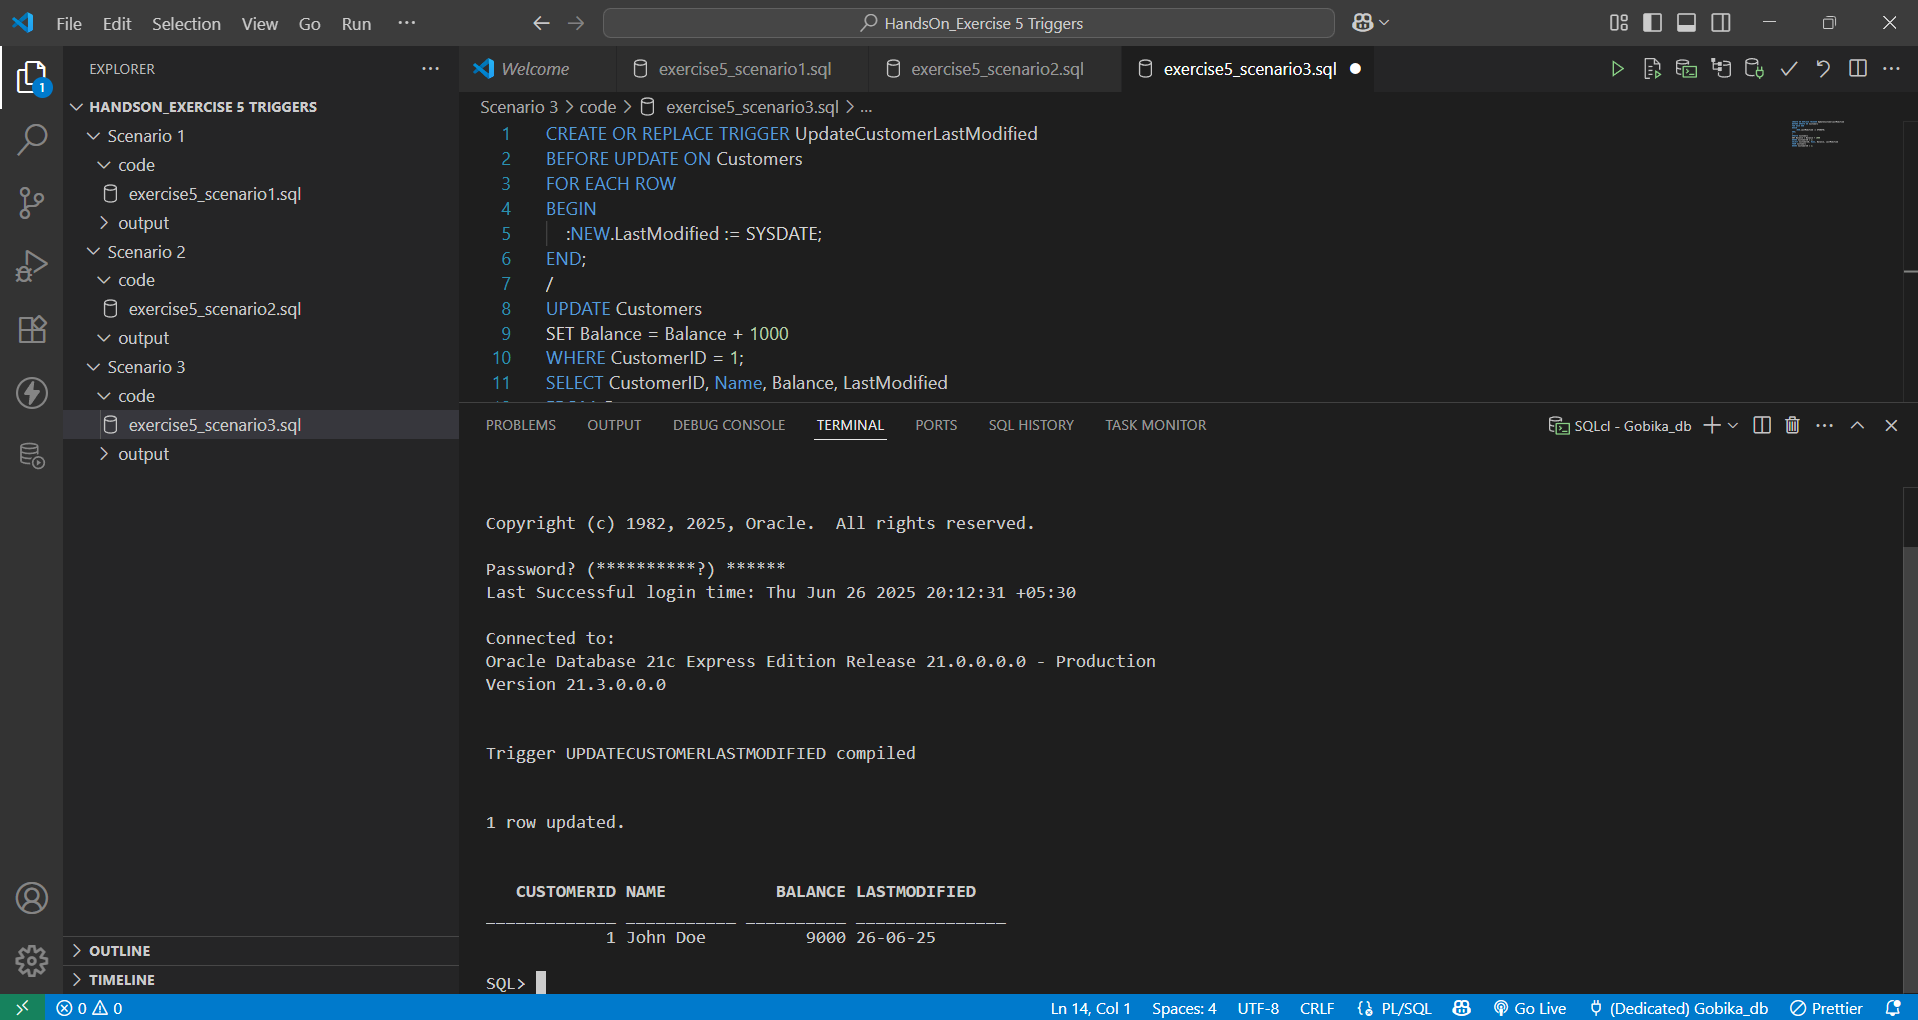 File Edit Selection View Go Run ···
HandsOn_Exercise 5 Triggers
EXPLORER
HANDSON_EXERCISE 5 TRIGGERS
Scenario 1
code
exercise5_scenario1.sql
output
Scenario 2
code
exercise5_scenario2.sql
output
Scenario 3
code
exercise5_scenario3.sql
output
OUTLINE
TIMELINE
1
Welcome
exercise5_scenario1.sql
exercise5_scenario2.sql
exercise5_scenario3.sql
Scenario 3 > code > exercise5_scenario3.sql > ...
1 CREATE OR REPLACE TRIGGER UpdateCustomerLastModified
2 BEFORE UPDATE ON Customers
3 FOR EACH ROW
4 BEGIN
5 :NEW.LastModified := SYSDATE;
6 END;
7 /
8 UPDATE Customers
9 SET Balance = Balance + 1000
10 WHERE CustomerID = 1;
11 SELECT CustomerID, Name, Balance, LastModified
PROBLEMS OUTPUT DEBUG CONSOLE TERMINAL PORTS SQL HISTORY TASK MONITOR
SQLcl - Gobika_db
Copyright (c) 1982, 2025, Oracle.  All rights reserved.
Password? (**********?) ******
Last Successful login time: Thu Jun 26 2025 20:12:31 +05:30
Connected to:
Oracle Database 21c Express Edition Release 21.0.0.0.0 - Production
Version 21.3.0.0.0
Trigger UPDATECUSTOMERLASTMODIFIED compiled
1 row updated.
CUSTOMERID NAME BALANCE LASTMODIFIED
_____________ ___________ __________ _______________
1 John Doe 9000 26-06-25
SQL>
0 0
Ln 14, Col 1 Spaces: 4 UTF-8 CRLF PL/SQL Go Live (Dedicated) Gobika_db Prettier